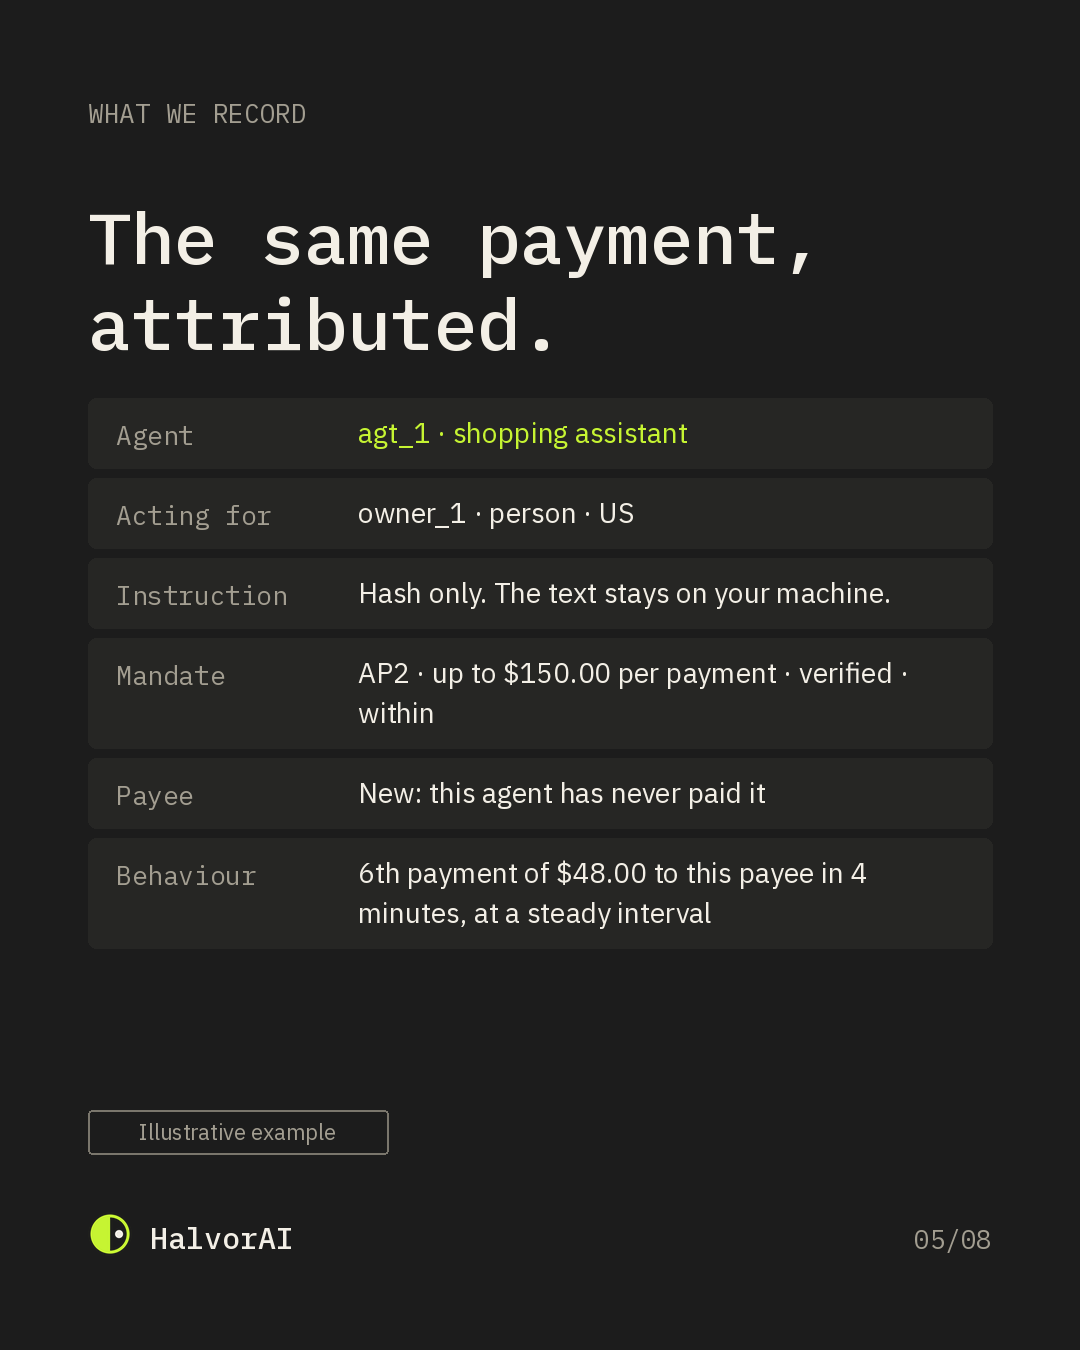 WHAT WE RECORD
The same payment,
attributed.
Agent agt_1 · shopping assistant
Acting for owner_1 · person · US
Instruction Hash only. The text stays on your machine.
Mandate AP2 · up to $150.00 per payment · verified ·
within
Payee New: this agent has never paid it
Behaviour 6th payment of $48.00 to this payee in 4
minutes, at a steady interval
Illustrative example
HalvorAI 05/08